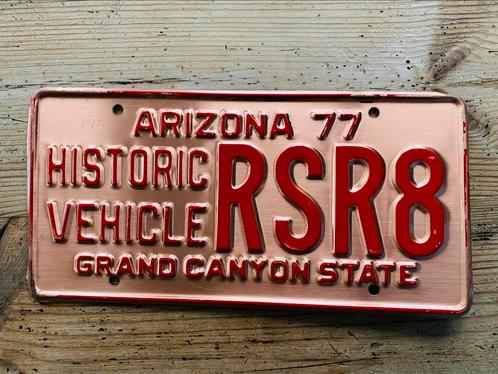 ARIZONA 77
HISTORIC
VEHICLE
RSR8
GRAND CANYON STATE